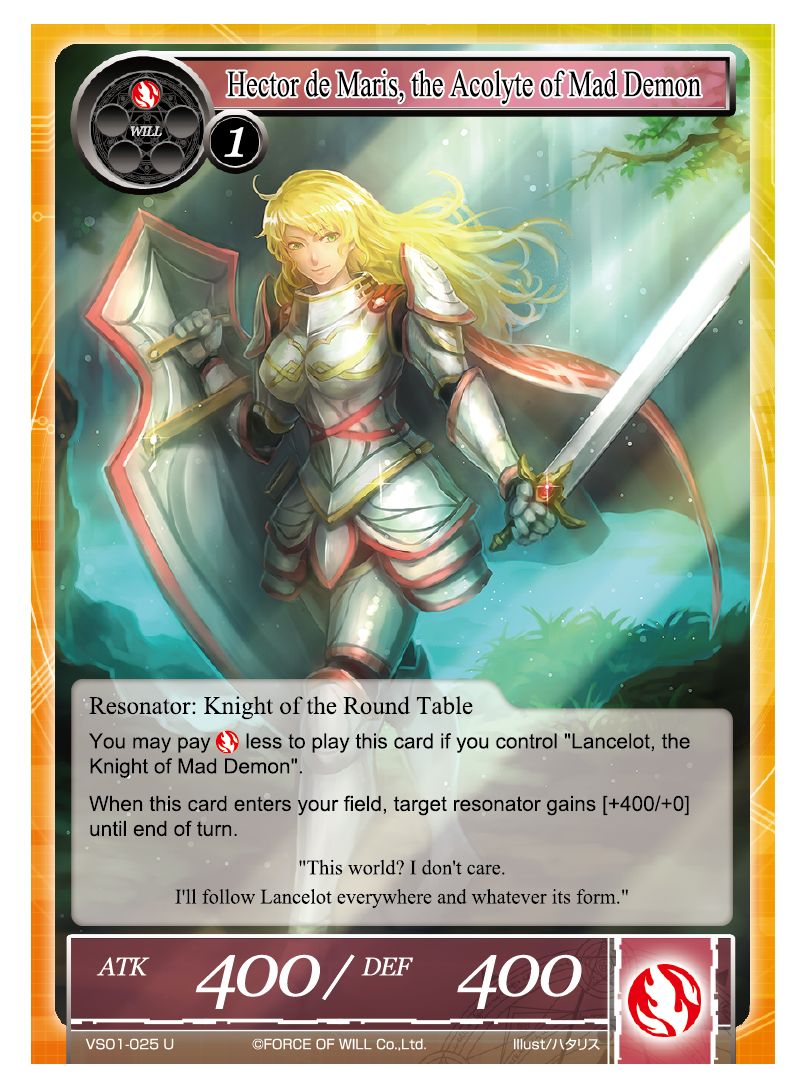 Hector de Maris, the Acolyte of Mad Demon
WILL
1
Resonator: Knight of the Round Table
You may pay less to play this card if you control "Lancelot, the
Knight of Mad Demon".
When this card enters your field, target resonator gains [+400/+0]
until end of turn.
"This world? I don't care.
I'll follow Lancelot everywhere and whatever its form."
ATK 400 / DEF 400
VS01-025 U ©FORCE OF WILL Co.,Ltd. Illust/ハタリス